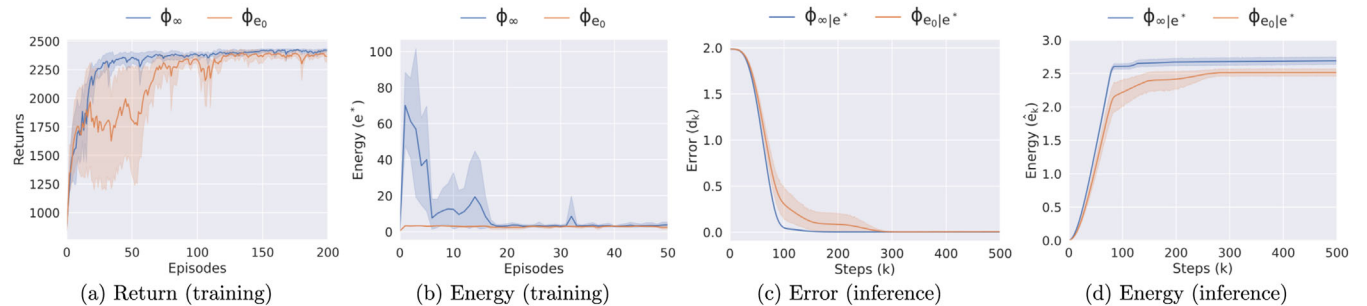 ϕ∞ ϕe₀
2500
2250
2000
1750
1500
1250
1000
Returns
0 50 100 150 200
Episodes
(a) Return (training)
ϕ∞ ϕe₀
100
80
60
40
20
0
Energy (e*)
0 10 20 30 40 50
Episodes
(b) Energy (training)
ϕ∞|e* ϕe₀|e*
2.0
1.5
1.0
0.5
0.0
Error (dₖ)
0 100 200 300 400 500
Steps (k)
(c) Error (inference)
ϕ∞|e* ϕe₀|e*
3.0
2.5
2.0
1.5
1.0
0.5
0.0
Energy (êₖ)
0 100 200 300 400 500
Steps (k)
(d) Energy (inference)